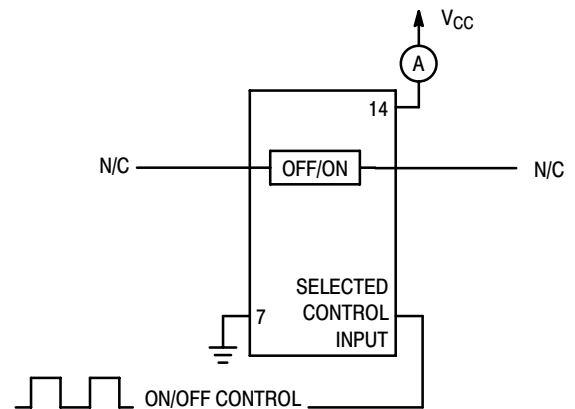 VCC
A
14
N/C
OFF/ON
N/C
SELECTED
CONTROL
INPUT
7
ON/OFF CONTROL